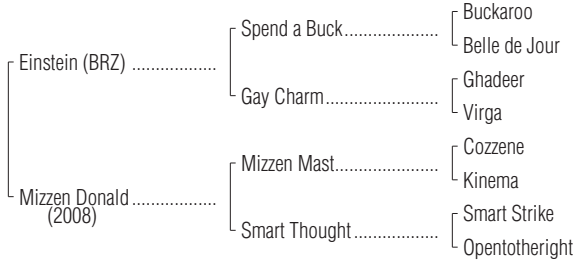 Buckaroo
Spend a Buck
Belle de Jour
Einstein (BRZ)
Ghadeer
Gay Charm
Virga
Cozzene
Mizzen Mast
Kinema
Mizzen Donald
(2008)
Smart Strike
Smart Thought
Opentotheright